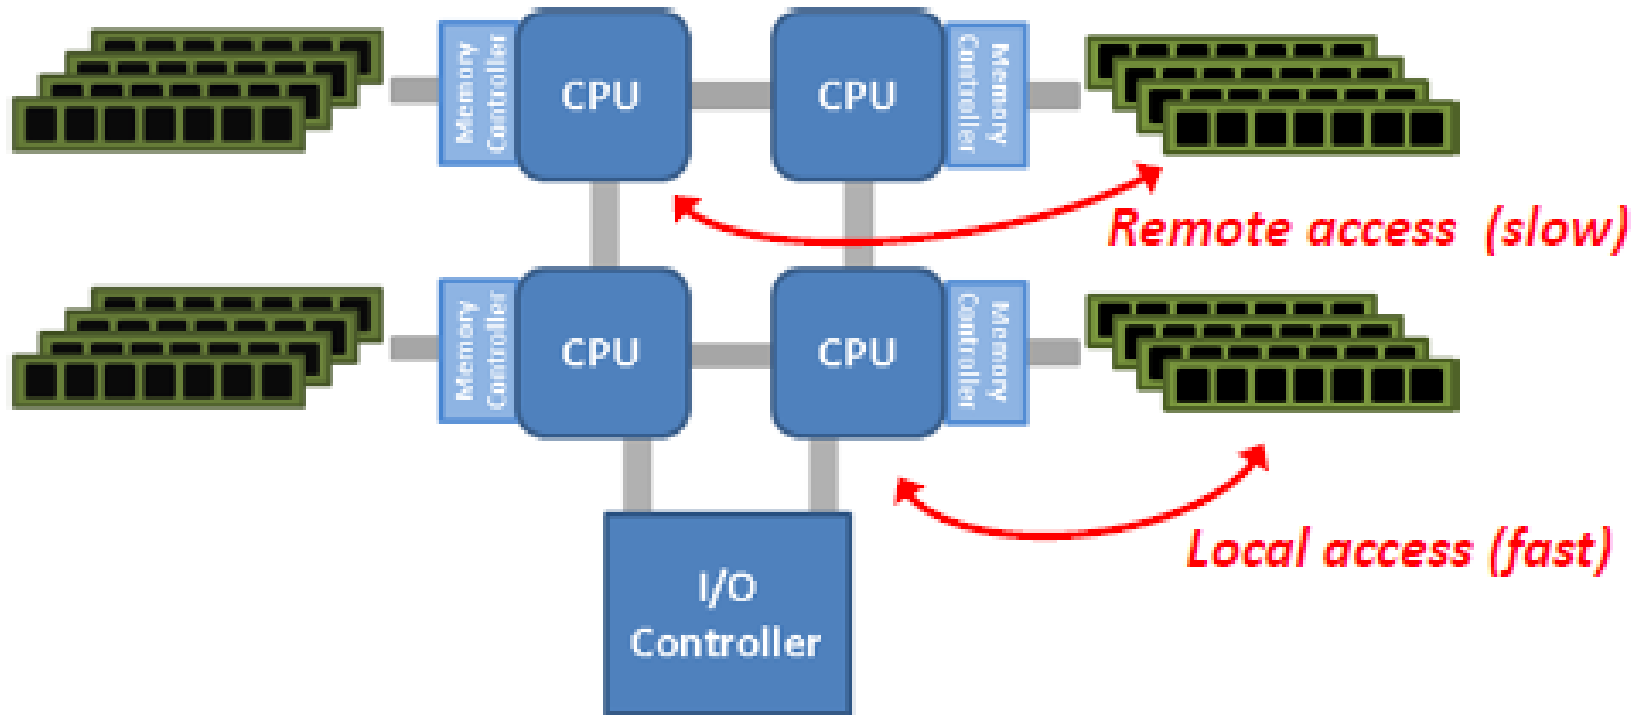 Memory
Controller
CPU
CPU
Memory
Controller
Remote access (slow)
Memory
Controller
CPU
CPU
Memory
Controller
Local access (fast)
I/O
Controller